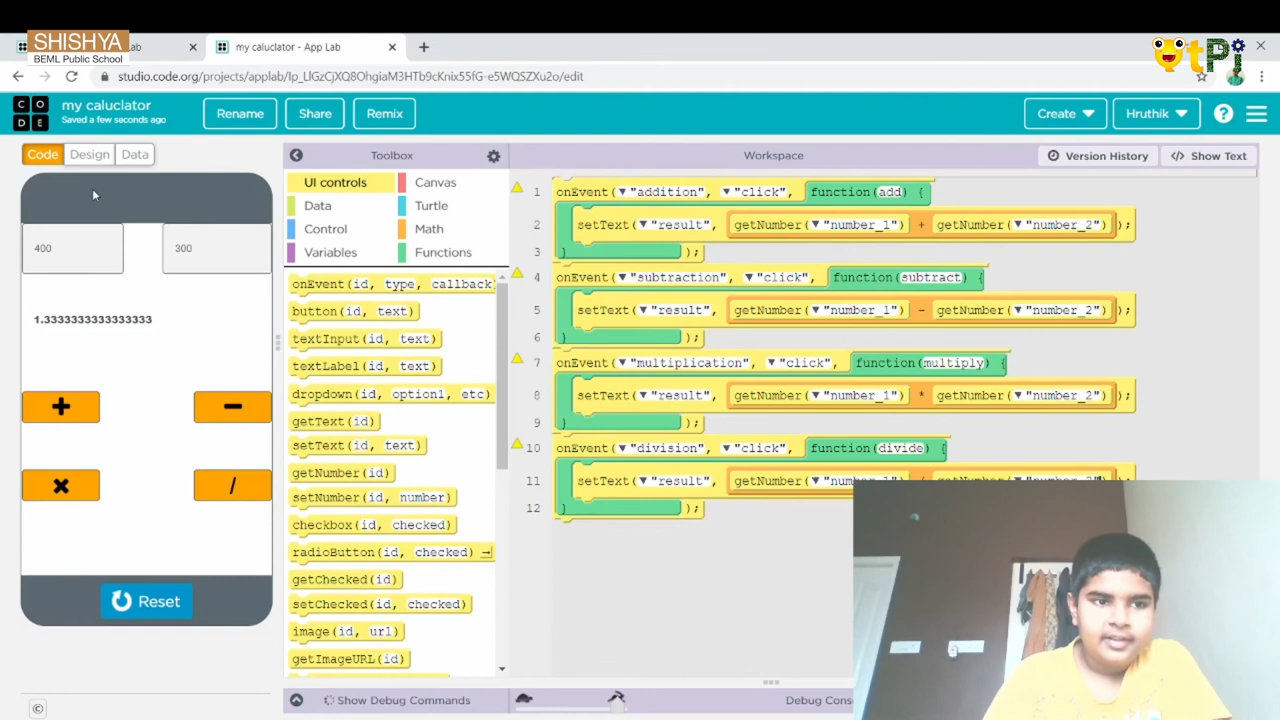 SHISHYA
BEML Public School
ab
my caluclator - App Lab
OtPi
studio.code.org/projects/applab/Ip_UGzCjXQ8OhgiaM3HTb9cKnix55fG-e5WQSZXu2o/edit
C O D E
my caluclator
Saved a few seconds ago
Rename
Share
Remix
Create
Hruthik
?
Code
Design
Data
Toolbox
Workspace
Version History
Show Text
400
300
1.3333333333333333
+
-
×
/
Reset
UI controls
Canvas
Data
Turtle
Control
Math
Variables
Functions
onEvent(id, type, callback
button(id, text)
textInput(id, text)
textLabel(id, text)
dropdown(id, option1, etc)
getText(id)
setText(id, text)
getNumber(id)
setNumber(id, number)
checkbox(id, checked)
radioButton(id, checked)
getChecked(id)
setChecked(id, checked)
image(id, url)
getImageURL(id)
1 onEvent("addition", "click", function(add) {
2 setText("result", getNumber("number_1") + getNumber("number_2"));
3 } );
4 onEvent("subtraction", "click", function(subtract) {
5 setText("result", getNumber("number_1") - getNumber("number_2"));
6 } );
7 onEvent("multiplication", "click", function(multiply) {
8 setText("result", getNumber("number_1") * getNumber("number_2"));
9 } );
10 onEvent("division", "click", function(divide) {
11 setText("result", getNumber("number_1") / getNumber("number_2"));
12 } );
Show Debug Commands
Debug Cons
©